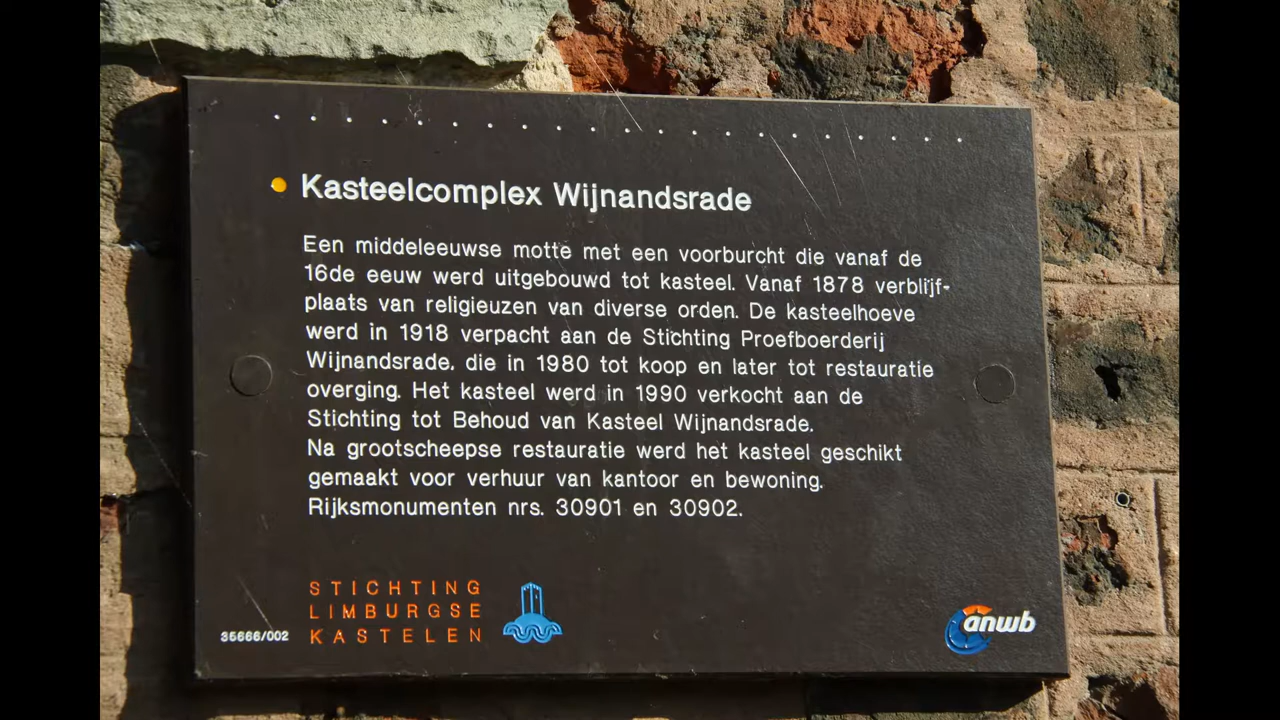 Kasteelcomplex Wijnandsrade
Een middeleeuwse motte met een voorburcht die vanaf de
16de eeuw werd uitgebouwd tot kasteel. Vanaf 1878 verblijf-
plaats van religieuzen van diverse orden. De kasteelhoeve
werd in 1918 verpacht aan de Stichting Proefboerderij
Wijnandsrade, die in 1980 tot koop en later tot restauratie
overging. Het kasteel werd in 1990 verkocht aan de
Stichting tot Behoud van Kasteel Wijnandsrade.
Na grootscheepse restauratie werd het kasteel geschikt
gemaakt voor verhuur van kantoor en bewoning.
Rijksmonumenten nrs. 30901 en 30902.
STICHTING
LIMBURGSE
KASTELEN
35666/002
anwb